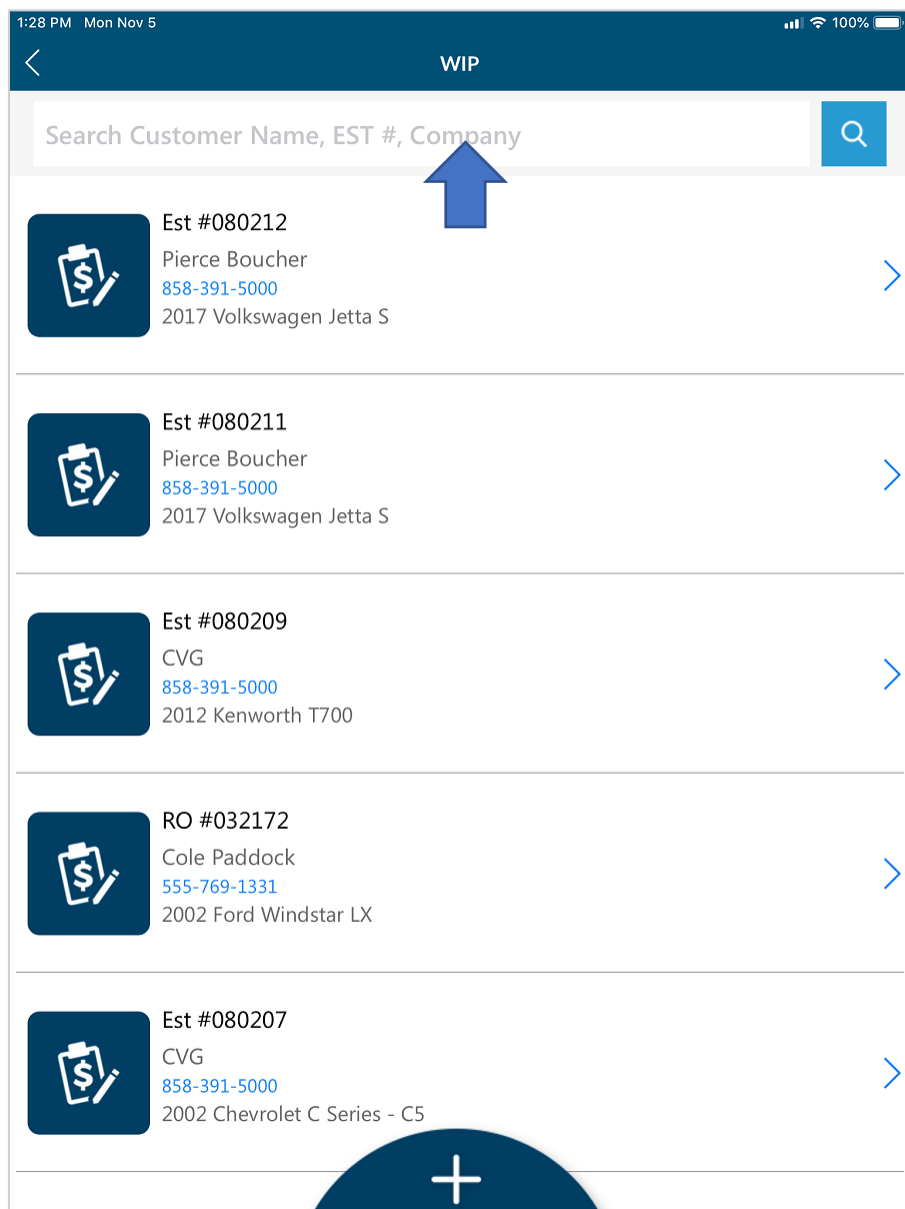 1:28 PM Mon Nov 5 100%
WIP
Search Customer Name, EST #, Company
Est #080212
Pierce Boucher
858-391-5000
2017 Volkswagen Jetta S
Est #080211
Pierce Boucher
858-391-5000
2017 Volkswagen Jetta S
Est #080209
CVG
858-391-5000
2012 Kenworth T700
RO #032172
Cole Paddock
555-769-1331
2002 Ford Windstar LX
Est #080207
CVG
858-391-5000
2002 Chevrolet C Series - C5